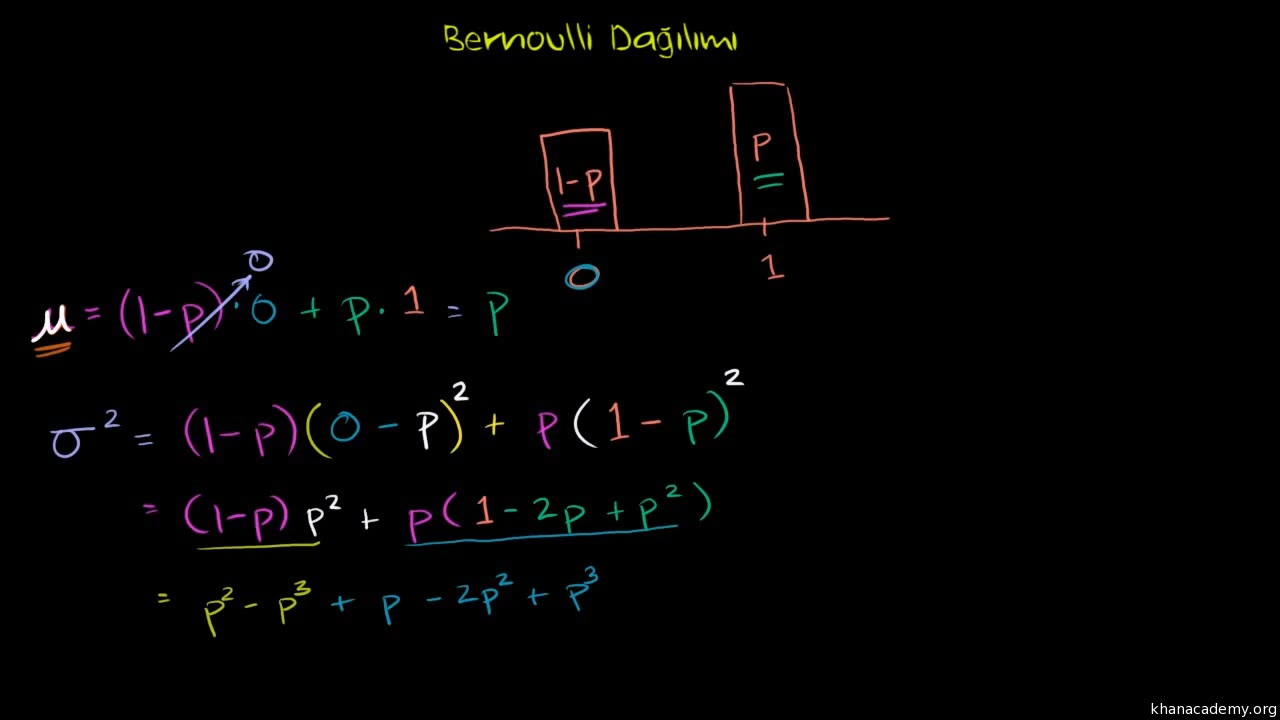 Bernoulli Dağılımı
1-p
p
0
1
0
μ = (1-p)·0 + p·1 = p
σ² = (1-p)(0-p)² + p(1-p)²
= (1-p)p² + p(1-2p+p²)
= p²-p³ + p -2p² + p³
khanacademy.org